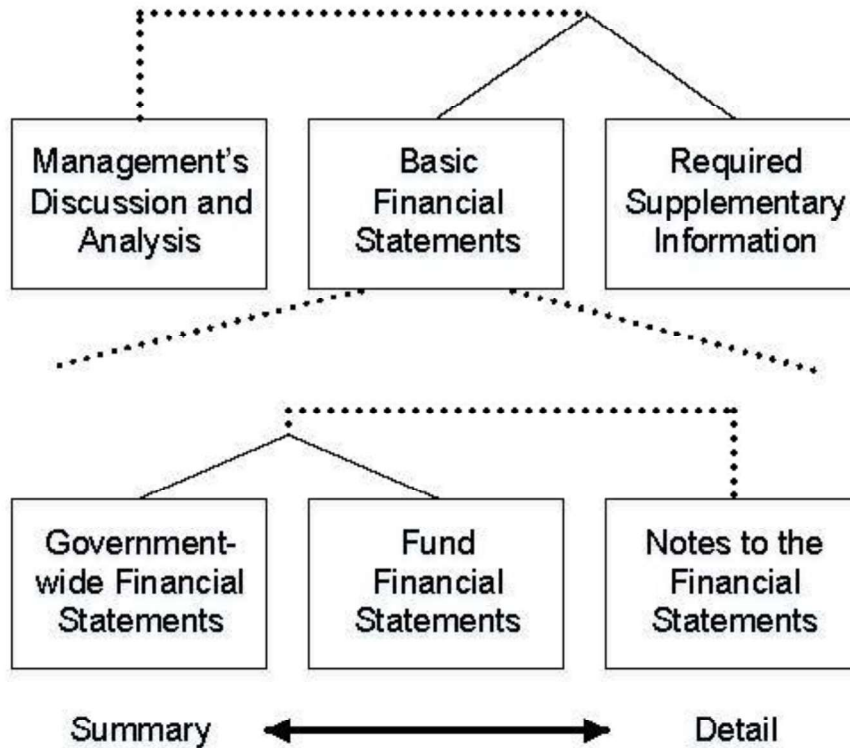 Management's
Discussion and
Analysis
Basic
Financial
Statements
Required
Supplementary
Information
Government-
wide Financial
Statements
Fund
Financial
Statements
Notes to the
Financial
Statements
Summary
Detail